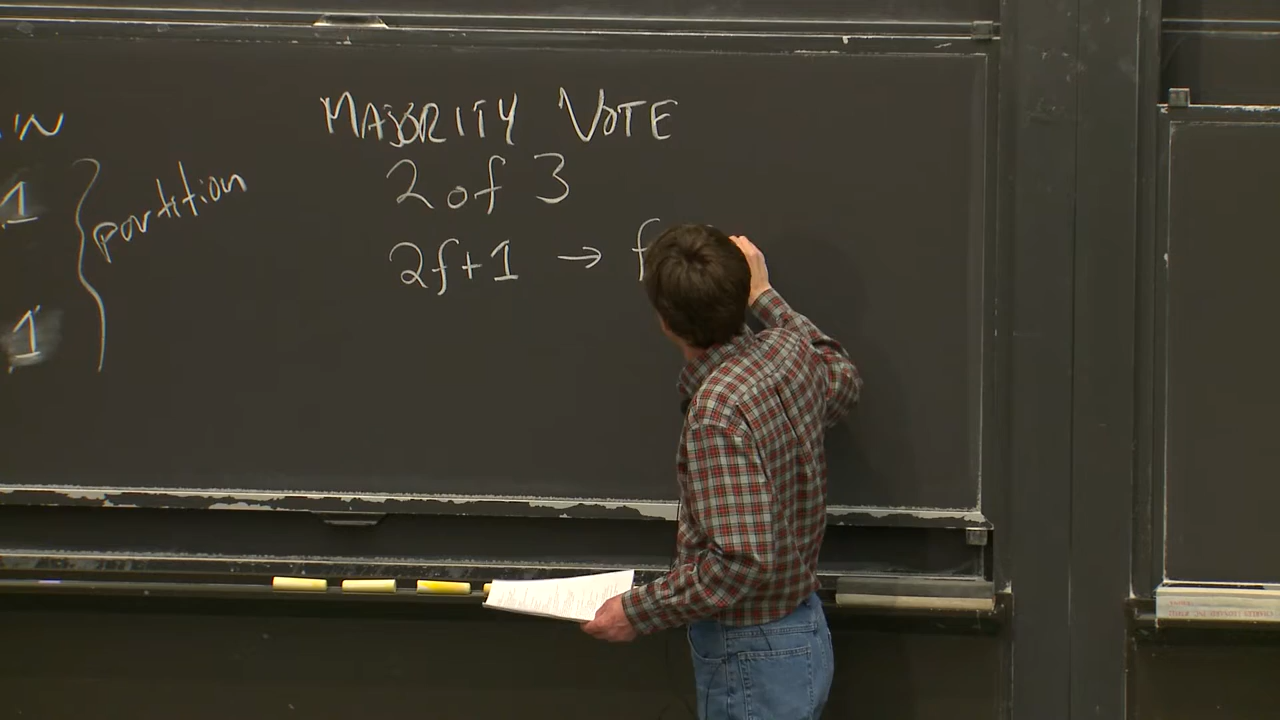 MAJORITY VOTE
2 of 3
2f+1 → f
1
partition
1